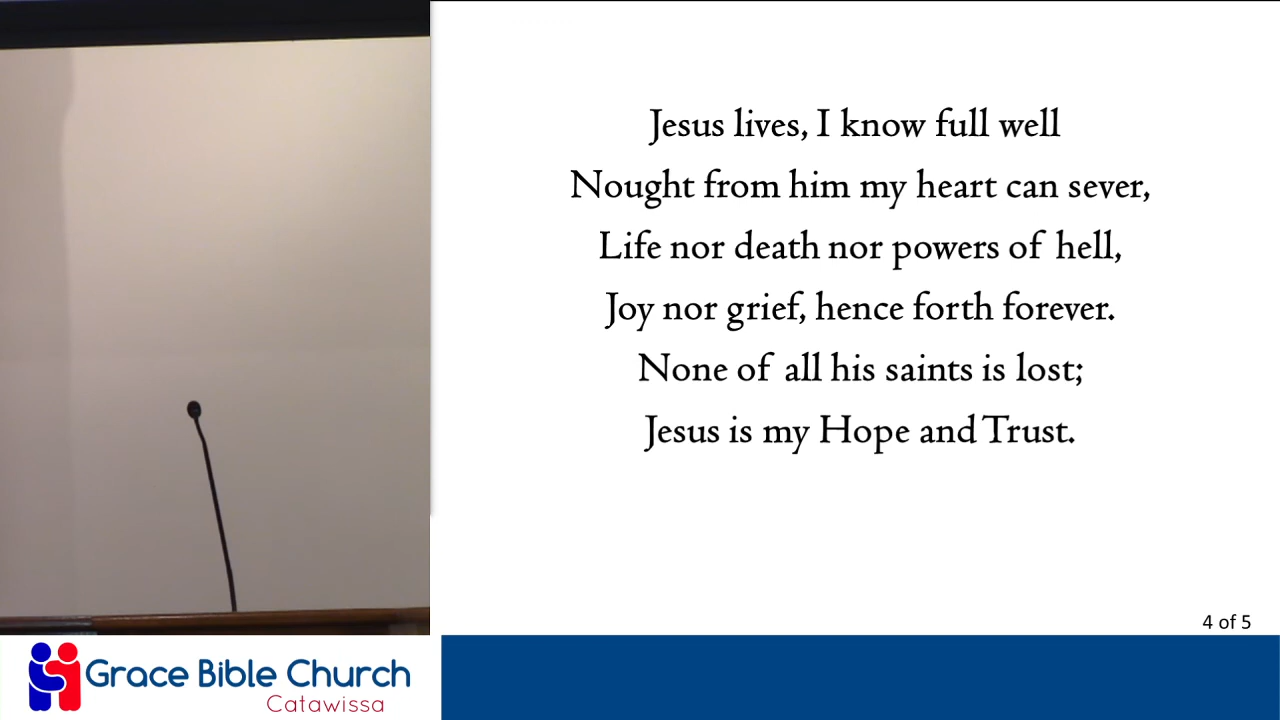 Jesus lives, I know full well
Nought from him my heart can sever,
Life nor death nor powers of hell,
Joy nor grief, hence forth forever.
None of all his saints is lost;
Jesus is my Hope and Trust.
4 of 5
Grace Bible Church
Catawissa